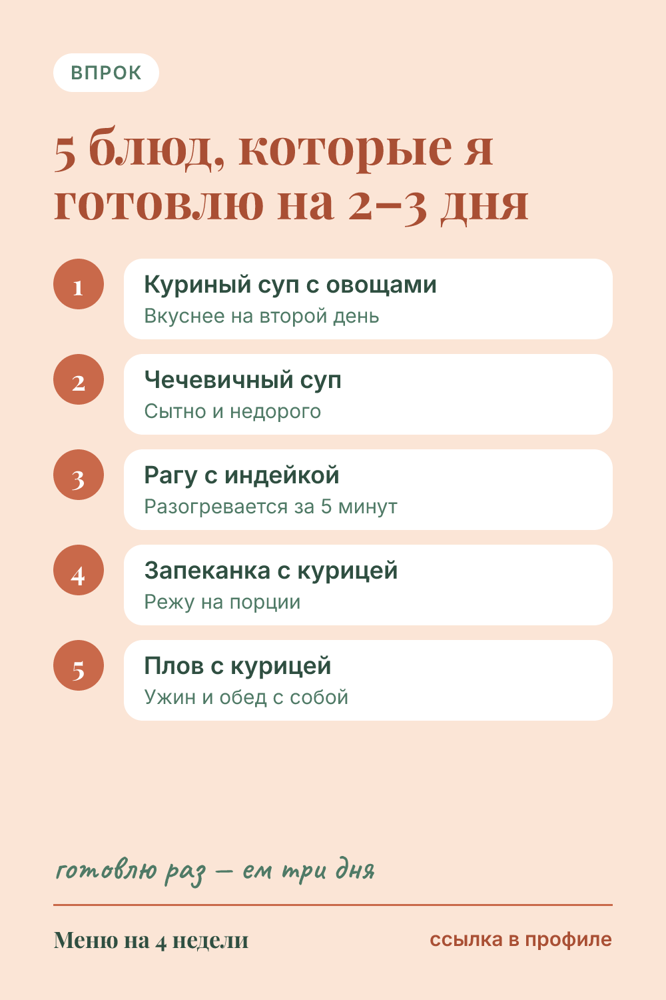 ВПРОК
5 блюд, которые я
готовлю на 2–3 дня
1
Куриный суп с овощами
Вкуснее на второй день
2
Чечевичный суп
Сытно и недорого
3
Рагу с индейкой
Разогревается за 5 минут
4
Запеканка с курицей
Режу на порции
5
Плов с курицей
Ужин и обед с собой
готовлю раз — ем три дня
Меню на 4 недели
ссылка в профиле